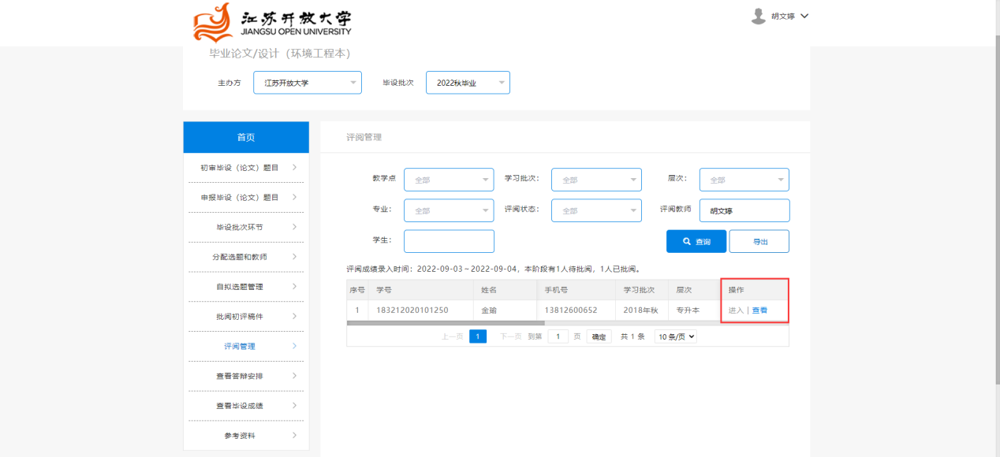 江苏开放大学
JIANGSU OPEN UNIVERSITY
胡文婷
毕业论文/设计（环境工程本）
主办方 江苏开放大学 毕设批次 2022秋毕业
首页
初审毕设（论文）题目
申报毕设（论文）题目
毕设批次环节
分配选题和教师
自拟选题管理
批阅初评稿件
评阅管理
查看答辩安排
查看毕设成绩
参考资料
评阅管理
教学点 全部 学习批次： 全部 层次： 全部
专业： 全部 评阅状态： 全部 评阅教师 胡文婷
学生： 查询 导出
评阅成绩录入时间：2022-09-03 ~ 2022-09-04，本阶段有1人待批阅，1人已批阅。
序号 学号 姓名 手机号 学习批次 层次 操作
1 183212020101250 金瑜 13812600652 2018年秋 专升本 进入 | 查看
上一页 1 下一页 到第 1 页 确定 共 1 条 10 条/页